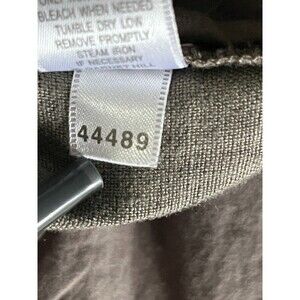 BLEACH WHEN NEEDED
TUMBLE DRY LOW
REMOVE PROMPTLY
STEAM IRON
IF NECESSARY
44489